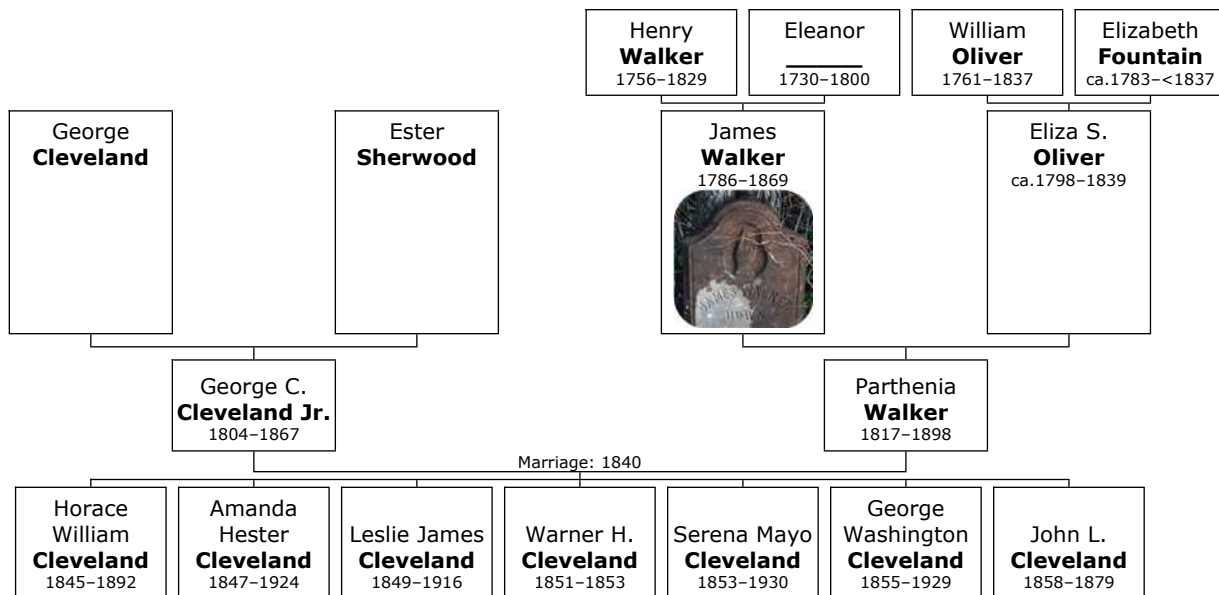 Henry
Walker
1756–1829
Eleanor
______
1730–1800
William
Oliver
1761–1837
Elizabeth
Fountain
ca.1783–<1837
George
Cleveland
Ester
Sherwood
James
Walker
1786–1869
JAMES WALKER
Eliza S.
Oliver
ca.1798–1839
George C.
Cleveland Jr.
1804–1867
Parthenia
Walker
1817–1898
Marriage: 1840
Horace
William
Cleveland
1845–1892
Amanda
Hester
Cleveland
1847–1924
Leslie James
Cleveland
1849–1916
Warner H.
Cleveland
1851–1853
Serena Mayo
Cleveland
1853–1930
George
Washington
Cleveland
1855–1929
John L.
Cleveland
1858–1879